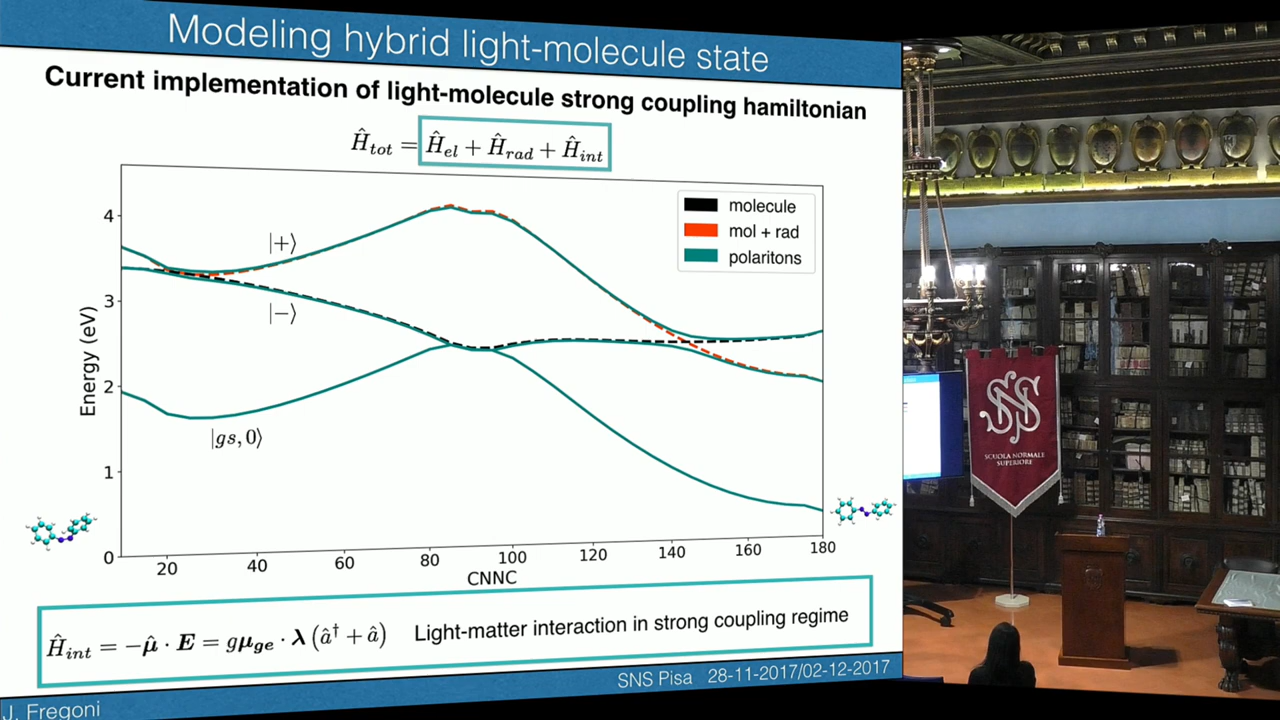 Modeling hybrid light-molecule state
Current implementation of light-molecule strong coupling hamiltonian
Ĥ_tot = Ĥ_el + Ĥ_rad + Ĥ_int
molecule
mol + rad
polaritons
|+⟩
|−⟩
|gs, 0⟩
Energy (eV)
4
3
2
1
0
20 40 60 80 100 120 140 160 180
CNNC
Ĥ_int = −μ̂ · E = gμ_ge · λ (â† + â) Light-matter interaction in strong coupling regime
SNS Pisa 28-11-2017/02-12-2017
J. Fregoni
SNS
SCUOLA NORMALE
SUPERIORE